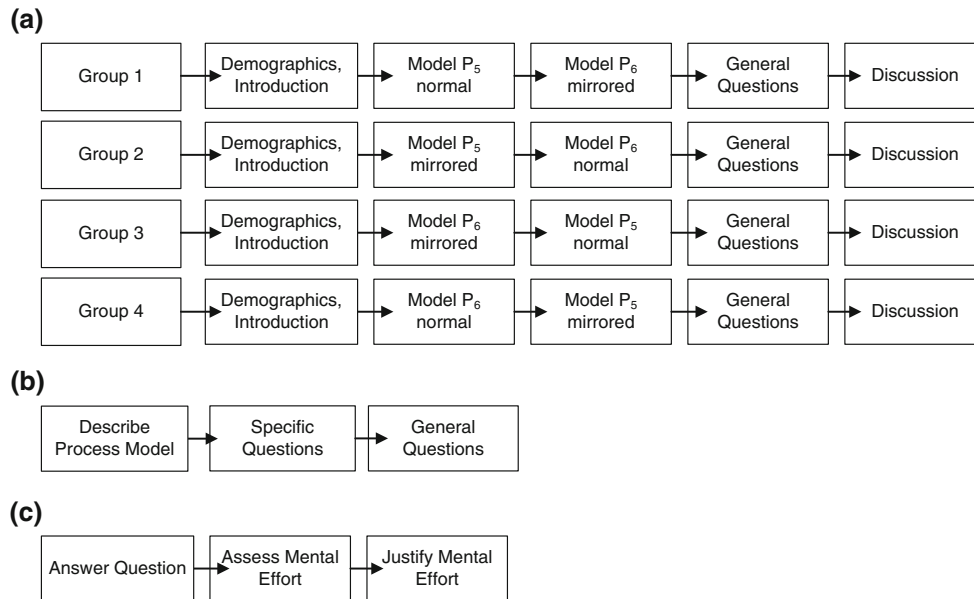 (a)
Group 1
Demographics,
Introduction
Model P5
normal
Model P6
mirrored
General
Questions
Discussion
Group 2
Demographics,
Introduction
Model P5
mirrored
Model P6
normal
General
Questions
Discussion
Group 3
Demographics,
Introduction
Model P6
mirrored
Model P5
normal
General
Questions
Discussion
Group 4
Demographics,
Introduction
Model P6
normal
Model P5
mirrored
General
Questions
Discussion
(b)
Describe
Process Model
Specific
Questions
General
Questions
(c)
Answer Question
Assess Mental
Effort
Justify Mental
Effort